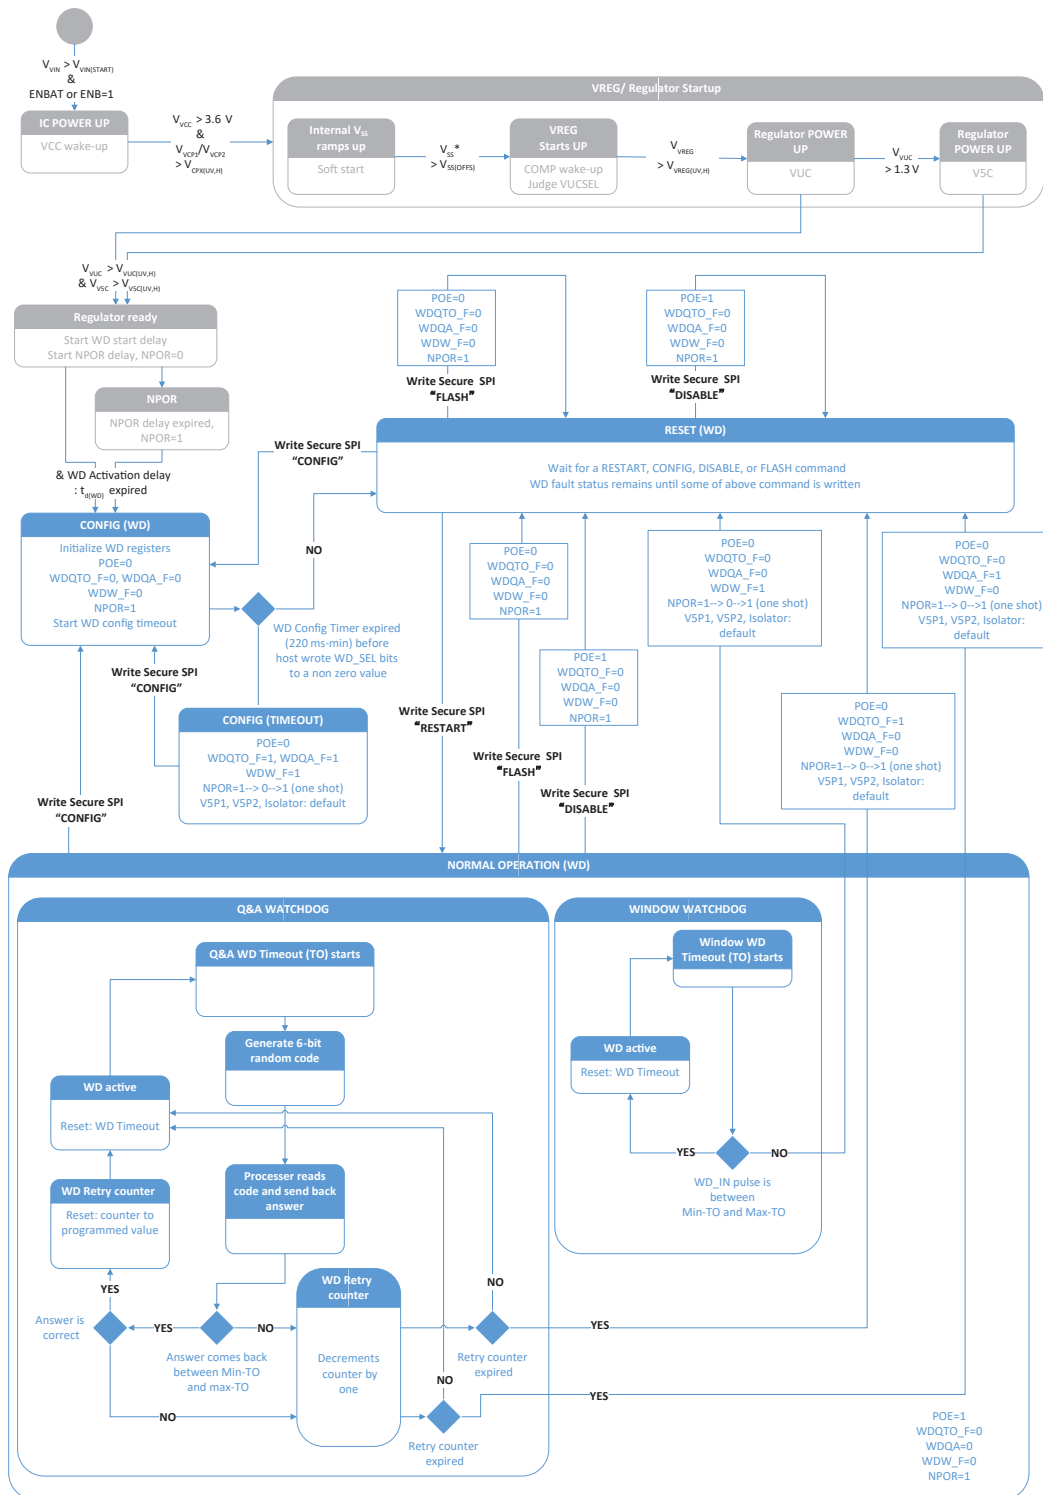 V_VIN > V_VIN(START)
&
ENBAT or ENB=1
IC POWER UP
VCC wake-up
V_VCC > 3.6 V
&
V_VCP1/V_VCP2
> V_CPX(UV,H)
VREG/ Regulator Startup
Internal V_SS
ramps up
Soft start
V_SS*
> V_SS(OFFS)
VREG
Starts UP
COMP wake-up
Judge VUCSEL
V_VREG
> V_VREG(UV,H)
Regulator POWER
UP
VUC
V_VUC
> 1.3 V
Regulator
POWER UP
V5C
V_VUC > V_VUC(UV,H)
& V_V5C > V_V5C(UV,H)
Regulator ready
Start WD start delay
Start NPOR delay, NPOR=0
NPOR
NPOR delay expired,
NPOR=1
& WD Activation delay
: t_d(WD) expired
POE=0
WDQTO_F=0
WDQA_F=0
WDW_F=0
NPOR=1
Write Secure SPI
“FLASH”
POE=1
WDQTO_F=0
WDQA_F=0
WDW_F=0
NPOR=1
Write Secure SPI
“DISABLE”
RESET (WD)
Wait for a RESTART, CONFIG, DISABLE, or FLASH command
WD fault status remains until some of above command is written
Write Secure SPI
“CONFIG”
NO
CONFIG (WD)
Initialize WD registers
POE=0
WDQTO_F=0, WDQA_F=0
WDW_F=0
NPOR=1
Start WD config timeout
WD Config Timer expired
(220 ms-min) before
host wrote WD_SEL bits
to a non zero value
Write Secure SPI
“CONFIG”
CONFIG (TIMEOUT)
POE=0
WDQTO_F=1, WDQA_F=1
WDW_F=1
NPOR=1--> 0-->1 (one shot)
V5P1, V5P2, Isolator: default
Write Secure SPI
“CONFIG”
Write Secure SPI
“RESTART”
POE=0
WDQTO_F=0
WDQA_F=0
WDW_F=0
NPOR=1
Write Secure SPI
“FLASH”
POE=1
WDQTO_F=0
WDQA_F=0
WDW_F=0
NPOR=1
Write Secure SPI
“DISABLE”
POE=0
WDQTO_F=0
WDQA_F=0
WDW_F=1
NPOR=1--> 0-->1 (one shot)
V5P1, V5P2, Isolator:
default
POE=0
WDQTO_F=1
WDQA_F=0
WDW_F=0
NPOR=1--> 0-->1 (one shot)
V5P1, V5P2, Isolator:
default
POE=0
WDQTO_F=0
WDQA_F=1
WDW_F=0
NPOR=1--> 0-->1 (one shot)
V5P1, V5P2, Isolator:
default
NORMAL OPERATION (WD)
Q&A WATCHDOG
Q&A WD Timeout (TO) starts
Generate 6-bit
random code
WD active
Reset: WD Timeout
Processer reads
code and send back
answer
WD Retry counter
Reset: counter to
programmed value
YES
Answer is
correct
YES
NO
Answer comes back
between Min-TO
and max-TO
NO
WD Retry
counter
Decrements
counter by
one
NO
Retry counter
expired
YES
NO
Retry counter
expired
YES
WINDOW WATCHDOG
Window WD
Timeout (TO) starts
WD active
Reset: WD Timeout
YES
NO
WD_IN pulse is
between
Min-TO and Max-TO
POE=1
WDQTO_F=0
WDQA=0
WDW_F=0
NPOR=1